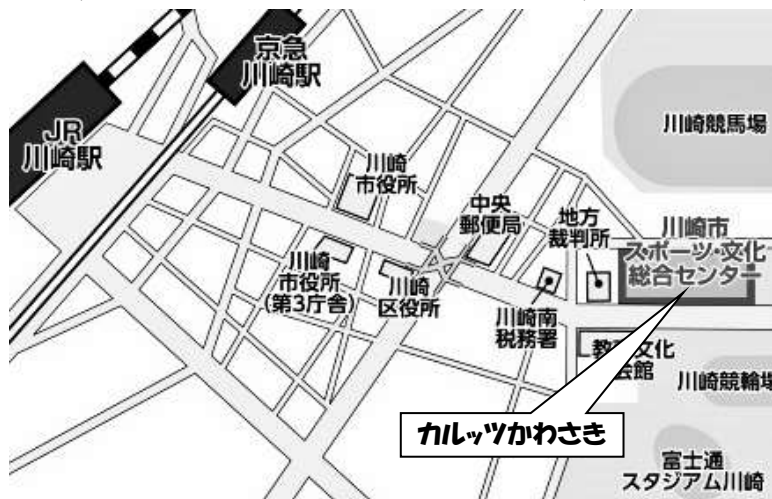 京急
川崎駅
JR
川崎駅
川崎競馬場
川崎
市役所
中央
郵便局
地方
裁判所
川崎市
スポーツ・文化
総合センター
川崎
市役所
(第3庁舎)
川崎
区役所
川崎南
税務署
教
文化
会館
川崎競輪場
カルッツかわさき
富士通
スタジアム川崎